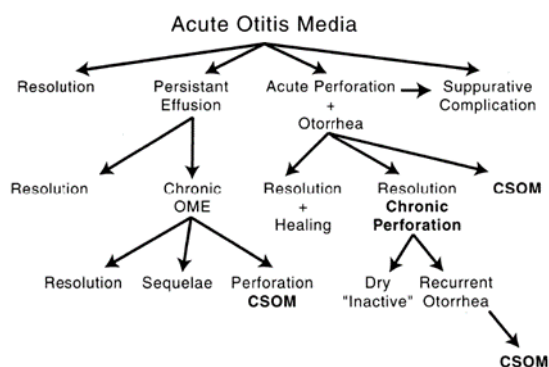 Acute Otitis Media
Resolution
Persistant
Effusion
Acute Perforation
+
Otorrhea
Suppurative
Complication
Resolution
Chronic
OME
Resolution
+
Healing
Resolution
Chronic
Perforation
CSOM
Resolution
Sequelae
Perforation
CSOM
Dry
"Inactive"
Recurrent
Otorrhea
CSOM